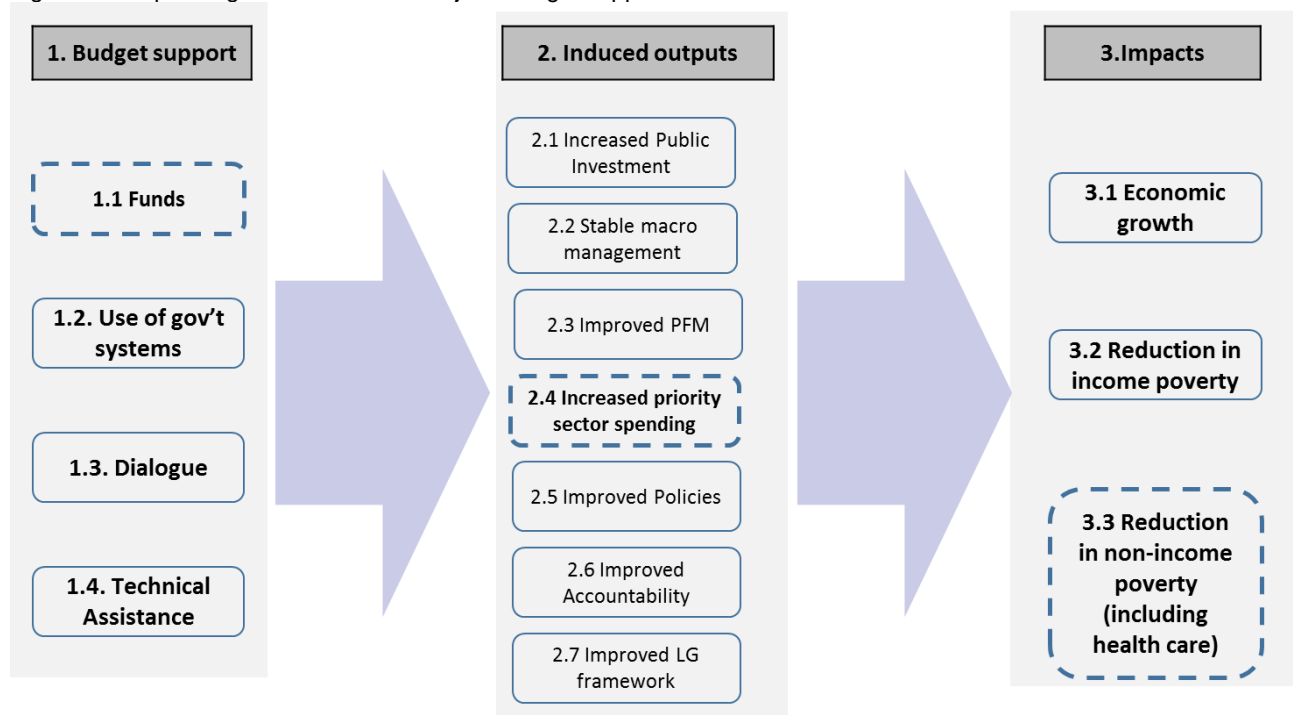 1. Budget support
1.1 Funds
1.2. Use of gov’t
systems
1.3. Dialogue
1.4. Technical
Assistance
2. Induced outputs
2.1 Increased Public
Investment
2.2 Stable macro
management
2.3 Improved PFM
2.4 Increased priority
sector spending
2.5 Improved Policies
2.6 Improved
Accountability
2.7 Improved LG
framework
3.Impacts
3.1 Economic
growth
3.2 Reduction in
income poverty
3.3 Reduction
in non-income
poverty
(including
health care)